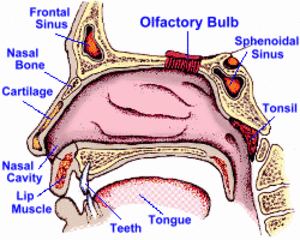 Frontal
Sinus
Olfactory Bulb
Nasal
Bone
Sphenoidal
Sinus
Cartilage
Tonsil
Nasal
Cavity
Lip
Muscle
Teeth
Tongue